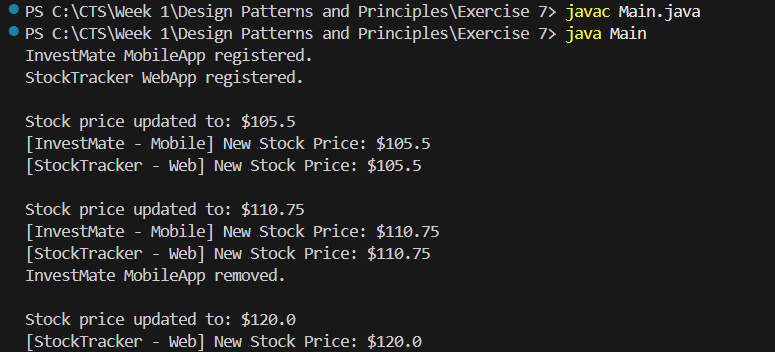 PS C:\CTS\Week 1\Design Patterns and Principles\Exercise 7> javac Main.java
PS C:\CTS\Week 1\Design Patterns and Principles\Exercise 7> java Main
InvestMate MobileApp registered.
StockTracker WebApp registered.
Stock price updated to: $105.5
[InvestMate - Mobile] New Stock Price: $105.5
[StockTracker - Web] New Stock Price: $105.5
Stock price updated to: $110.75
[InvestMate - Mobile] New Stock Price: $110.75
[StockTracker - Web] New Stock Price: $110.75
InvestMate MobileApp removed.
Stock price updated to: $120.0
[StockTracker - Web] New Stock Price: $120.0